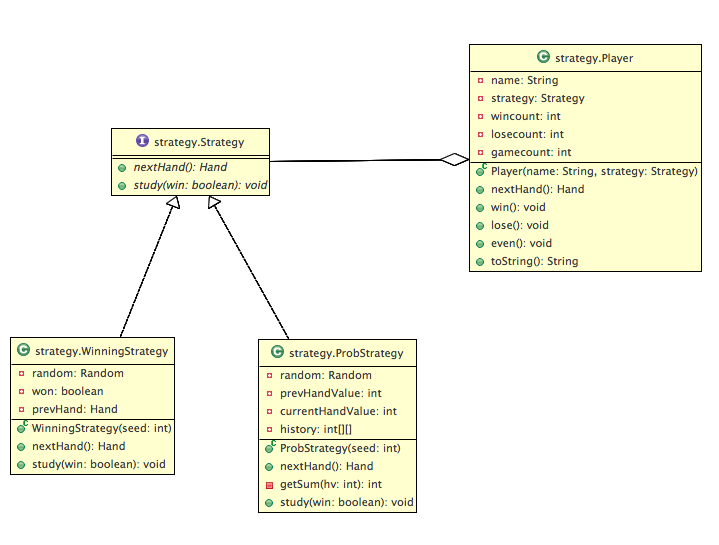 C strategy.Player
name: String
strategy: Strategy
wincount: int
losecount: int
gamecount: int
C Player(name: String, strategy: Strategy)
nextHand(): Hand
win(): void
lose(): void
even(): void
toString(): String
I strategy.Strategy
nextHand(): Hand
study(win: boolean): void
C strategy.WinningStrategy
random: Random
won: boolean
prevHand: Hand
C WinningStrategy(seed: int)
nextHand(): Hand
study(win: boolean): void
C strategy.ProbStrategy
random: Random
prevHandValue: int
currentHandValue: int
history: int[][]
C ProbStrategy(seed: int)
nextHand(): Hand
getSum(hv: int): int
study(win: boolean): void